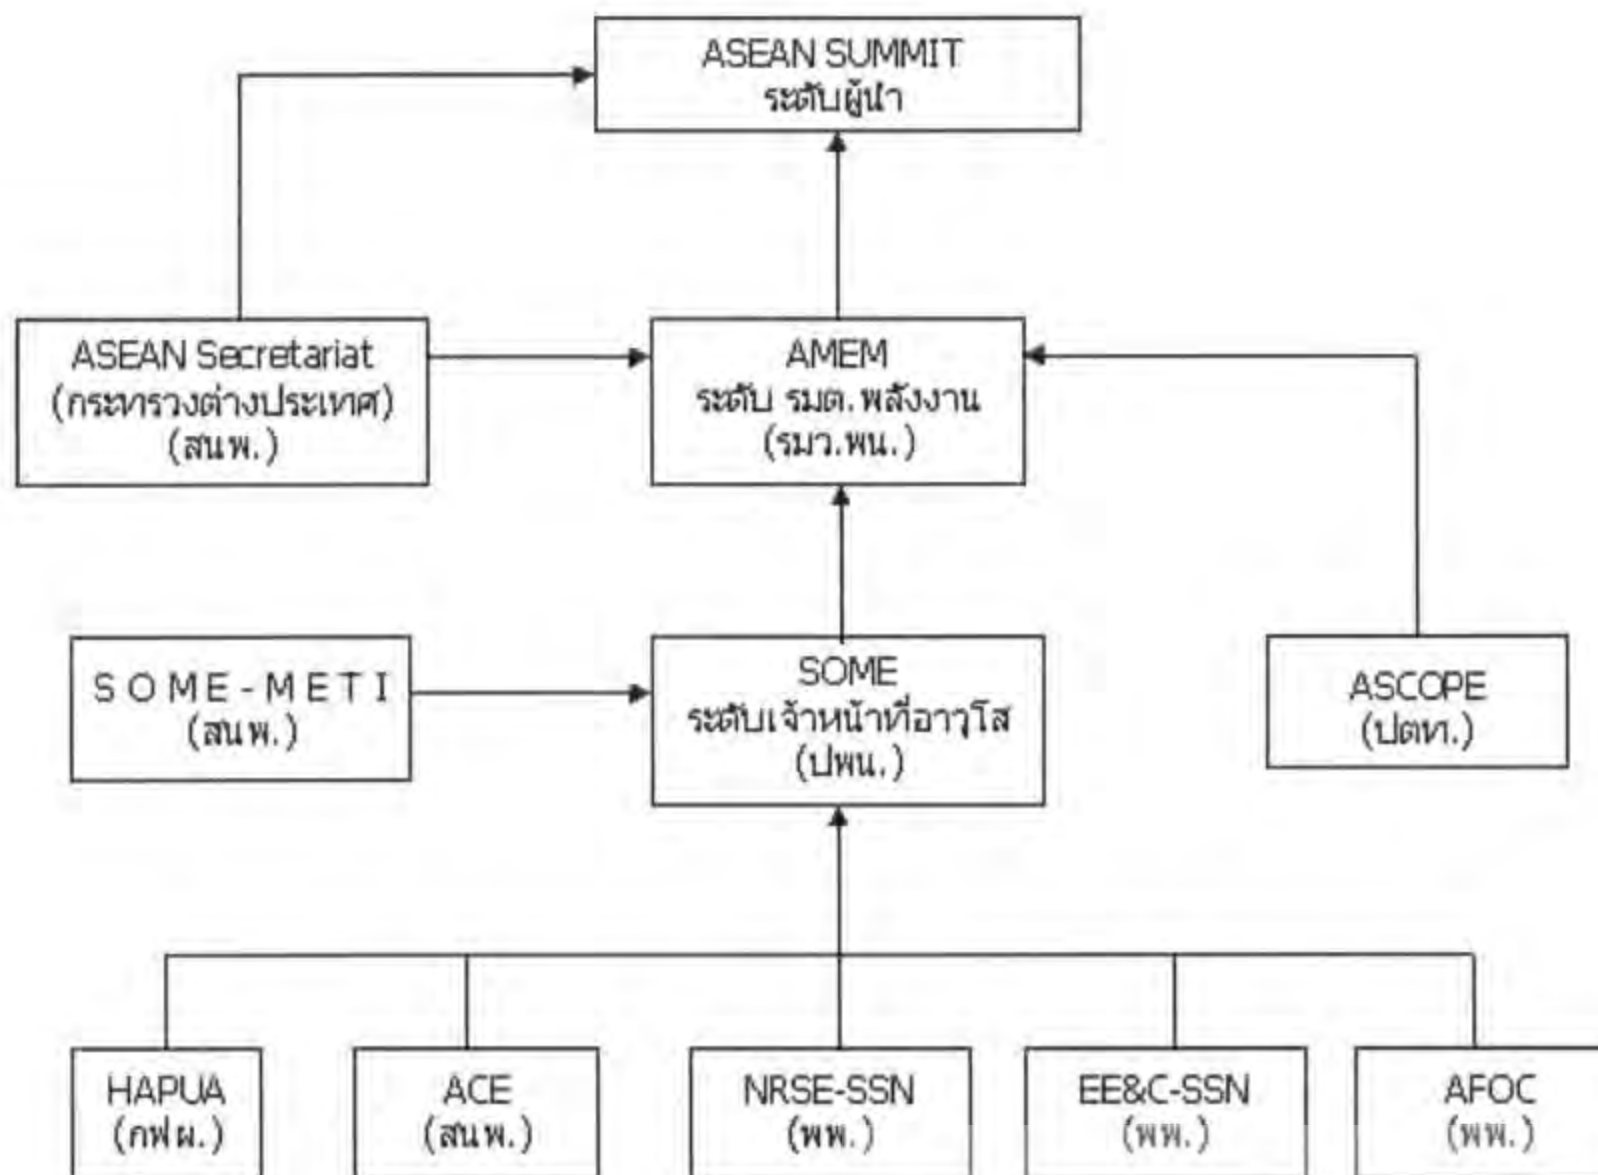 ASEAN SUMMIT
ระดับผู้นำ
ASEAN Secretariat
(กระทรวงต่างประเทศ)
(สนพ.)
AMEM
ระดับ รมต.พลังงาน
(รมว.พน.)
SOME-METI
(สนพ.)
SOME
ระดับเจ้าหน้าที่อาวุโส
(ปพน.)
ASCOPE
(ปตท.)
HAPUA
(กฟผ.)
ACE
(สนพ.)
NRSE-SSN
(พพ.)
EE&C-SSN
(พพ.)
AFOC
(พพ.)